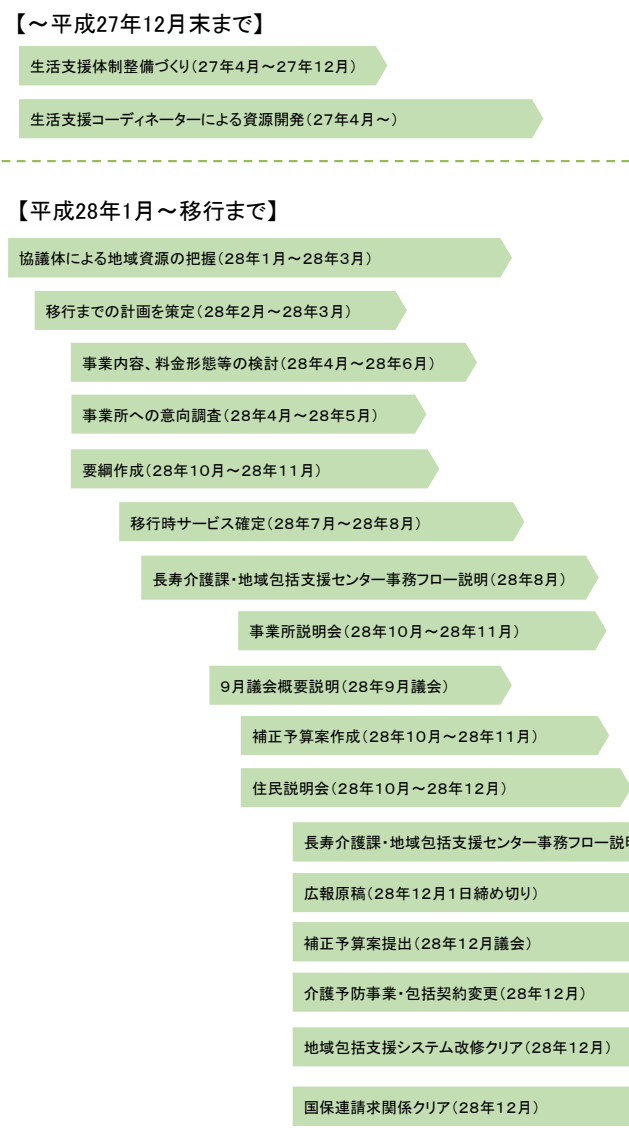 【～平成27年12月末まで】
生活支援体制整備づくり(27年4月～27年12月)
生活支援コーディネーターによる資源開発(27年4月～)
【平成28年1月～移行まで】
協議体による地域資源の把握(28年1月～28年3月)
移行までの計画を策定(28年2月～28年3月)
事業内容、料金形態等の検討(28年4月～28年6月)
事業所への意向調査(28年4月～28年5月)
要綱作成(28年10月～28年11月)
移行時サービス確定(28年7月～28年8月)
長寿介護課・地域包括支援センター事務フロー説明(28年8月)
事業所説明会(28年10月～28年11月)
9月議会概要説明(28年9月議会)
補正予算案作成(28年10月～28年11月)
住民説明会(28年10月～28年12月)
長寿介護課・地域包括支援センター事務フロー説
広報原稿(28年12月1日締め切り)
補正予算案提出(28年12月議会)
介護予防事業・包括契約変更(28年12月)
地域包括支援システム改修クリア(28年12月)
国保連請求関係クリア(28年12月)